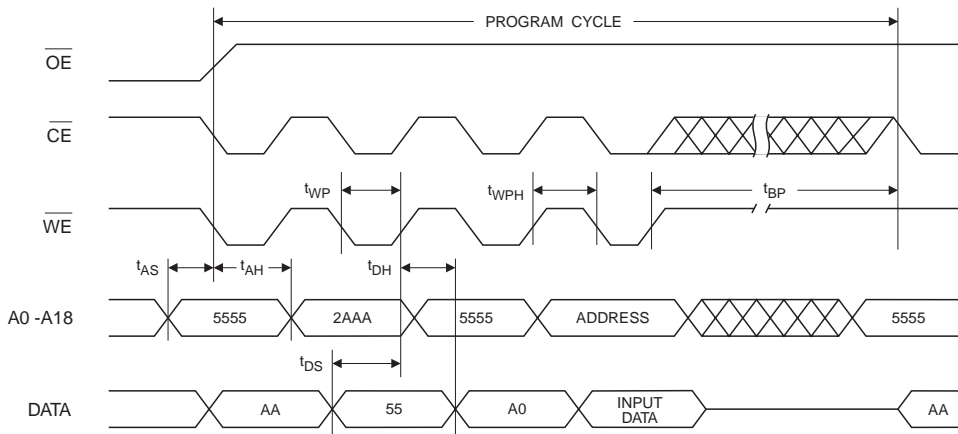 PROGRAM CYCLE
OE
CE
tWP
tWPH
tBP
WE
tAS
tAH
tDH
A0 -A18
5555
2AAA
5555
ADDRESS
5555
tDS
DATA
AA
55
A0
INPUT
DATA
AA